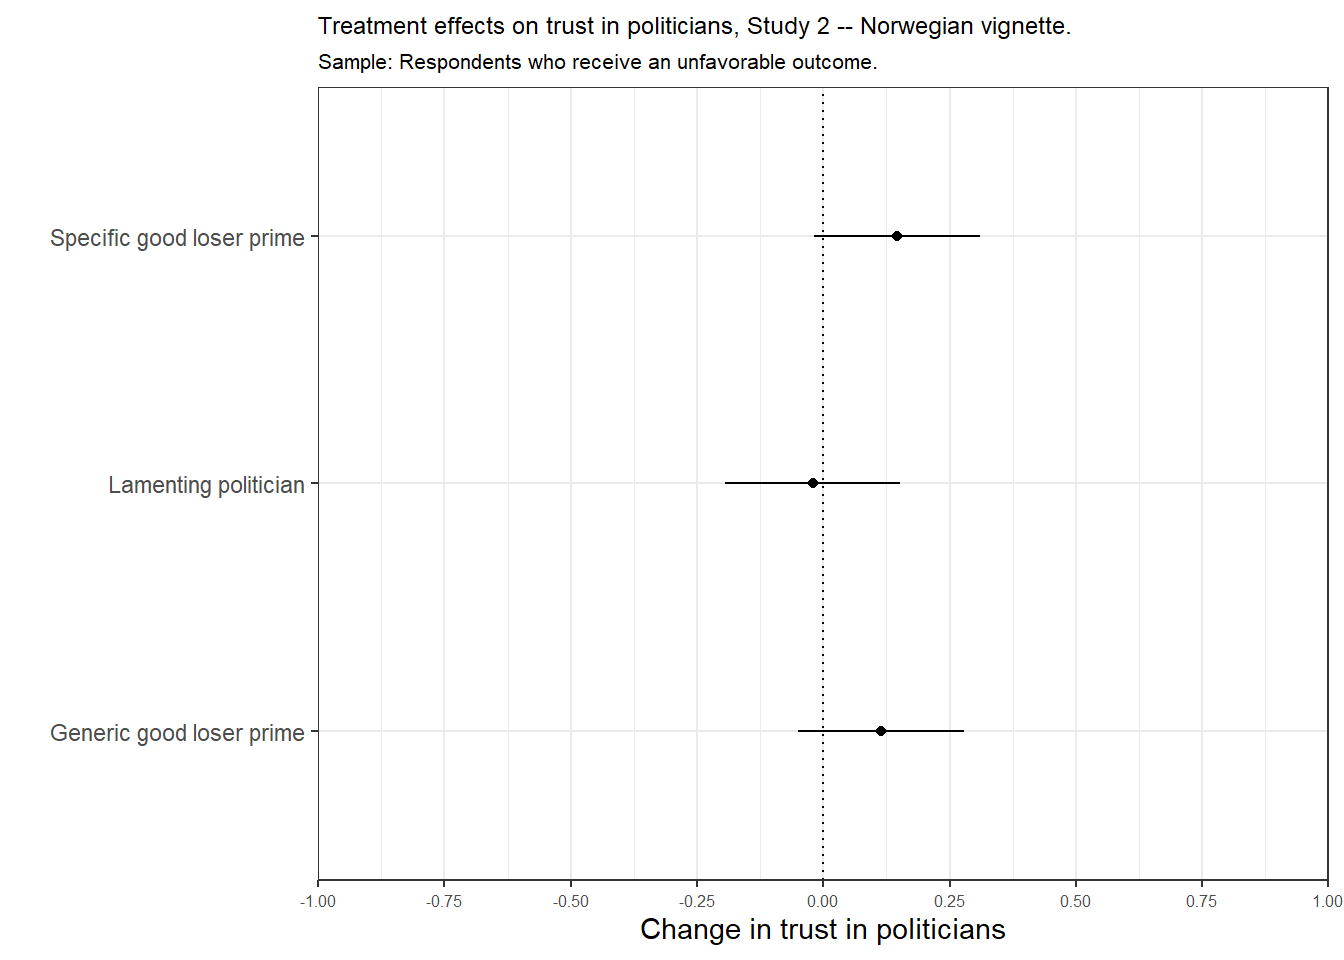 Treatment effects on trust in politicians, Study 2 -- Norwegian vignette.
Sample: Respondents who receive an unfavorable outcome.
Specific good loser prime
Lamenting politician
Generic good loser prime
-1.00 -0.75 -0.50 -0.25 0.00 0.25 0.50 0.75 1.00
Change in trust in politicians